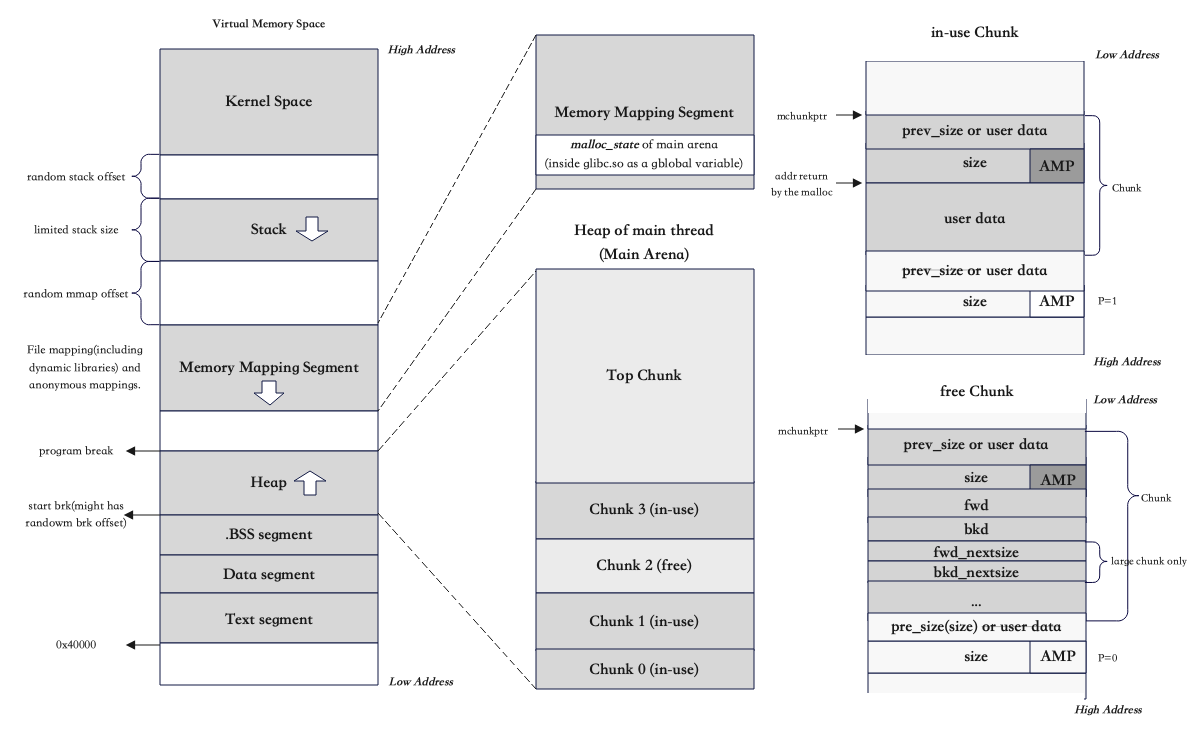 Virtual Memory Space
High Address
Kernel Space
random stack offset
limited stack size
Stack
random mmap offset
File mapping(including
dynamic libraries) and
anonymous mappings.
Memory Mapping Segment
program break
Heap
start brk(might has
randowm brk offset)
.BSS segment
Data segment
Text segment
0x40000
Low Address
Memory Mapping Segment
malloc_state of main arena
(inside glibc.so as a gblobal variable)
Heap of main thread
(Main Arena)
Top Chunk
Chunk 3 (in-use)
Chunk 2 (free)
Chunk 1 (in-use)
Chunk 0 (in-use)
in-use Chunk
Low Address
mchunkptr
prev_size or user data
size
AMP
addr return
by the malloc
Chunk
user data
prev_size or user data
size
AMP
P=1
High Address
free Chunk
Low Address
mchunkptr
prev_size or user data
size
AMP
Chunk
fwd
bkd
fwd_nextsize
large chunk only
bkd_nextsize
...
pre_size(size) or user data
size
AMP
P=0
High Address